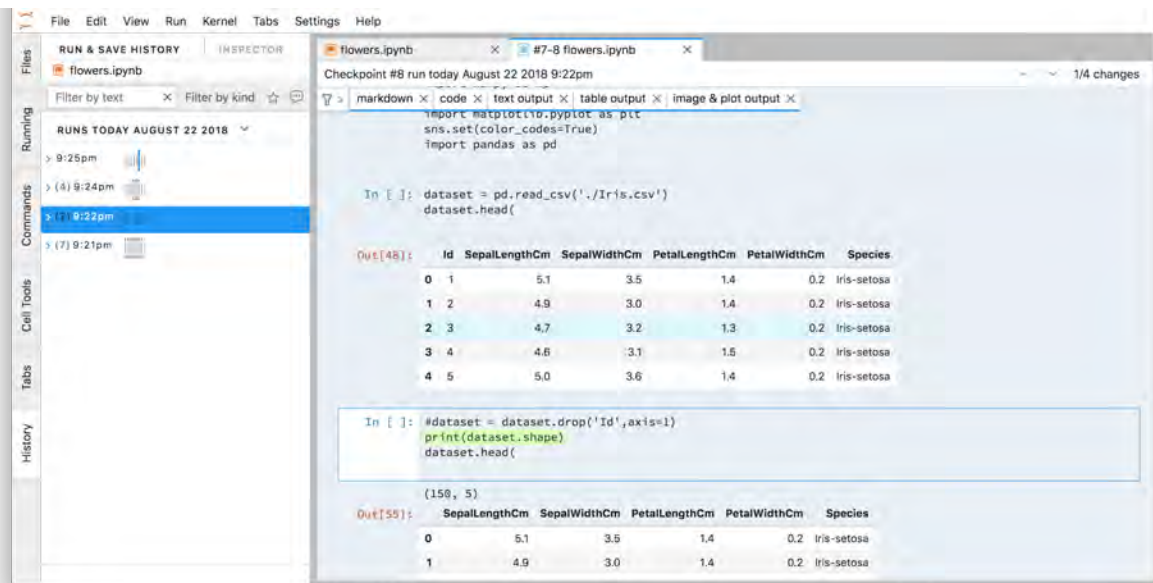 File Edit View Run Kernel Tabs Settings Help
RUN & SAVE HISTORY INSPECTOR
flowers.ipynb
Filter by text × Filter by kind
RUNS TODAY AUGUST 22 2018
> 9:25pm
> (4) 9:24pm
9:22pm
> (7) 9:21pm
Files
Running
Commands
Cell Tools
Tabs
History
flowers.ipynb × #7-8 flowers.ipynb ×
Checkpoint #8 run today August 22 2018 9:22pm 1/4 changes
markdown × code × text output × table output × image & plot output ×
import matplotlib.pyplot as plt
sns.set(color_codes=True)
import pandas as pd
In [ ]: dataset = pd.read_csv('./Iris.csv')
dataset.head(
Out[48]: Id SepalLengthCm SepalWidthCm PetalLengthCm PetalWidthCm Species
0 1 5.1 3.5 1.4 0.2 Iris-setosa
1 2 4.9 3.0 1.4 0.2 Iris-setosa
2 3 4.7 3.2 1.3 0.2 Iris-setosa
3 4 4.6 3.1 1.5 0.2 Iris-setosa
4 5 5.0 3.6 1.4 0.2 Iris-setosa
In [ ]: #dataset = dataset.drop('Id',axis=1)
print(dataset.shape)
dataset.head(
(150, 5)
Out[55]: SepalLengthCm SepalWidthCm PetalLengthCm PetalWidthCm Species
0 5.1 3.5 1.4 0.2 Iris-setosa
1 4.9 3.0 1.4 0.2 Iris-setosa